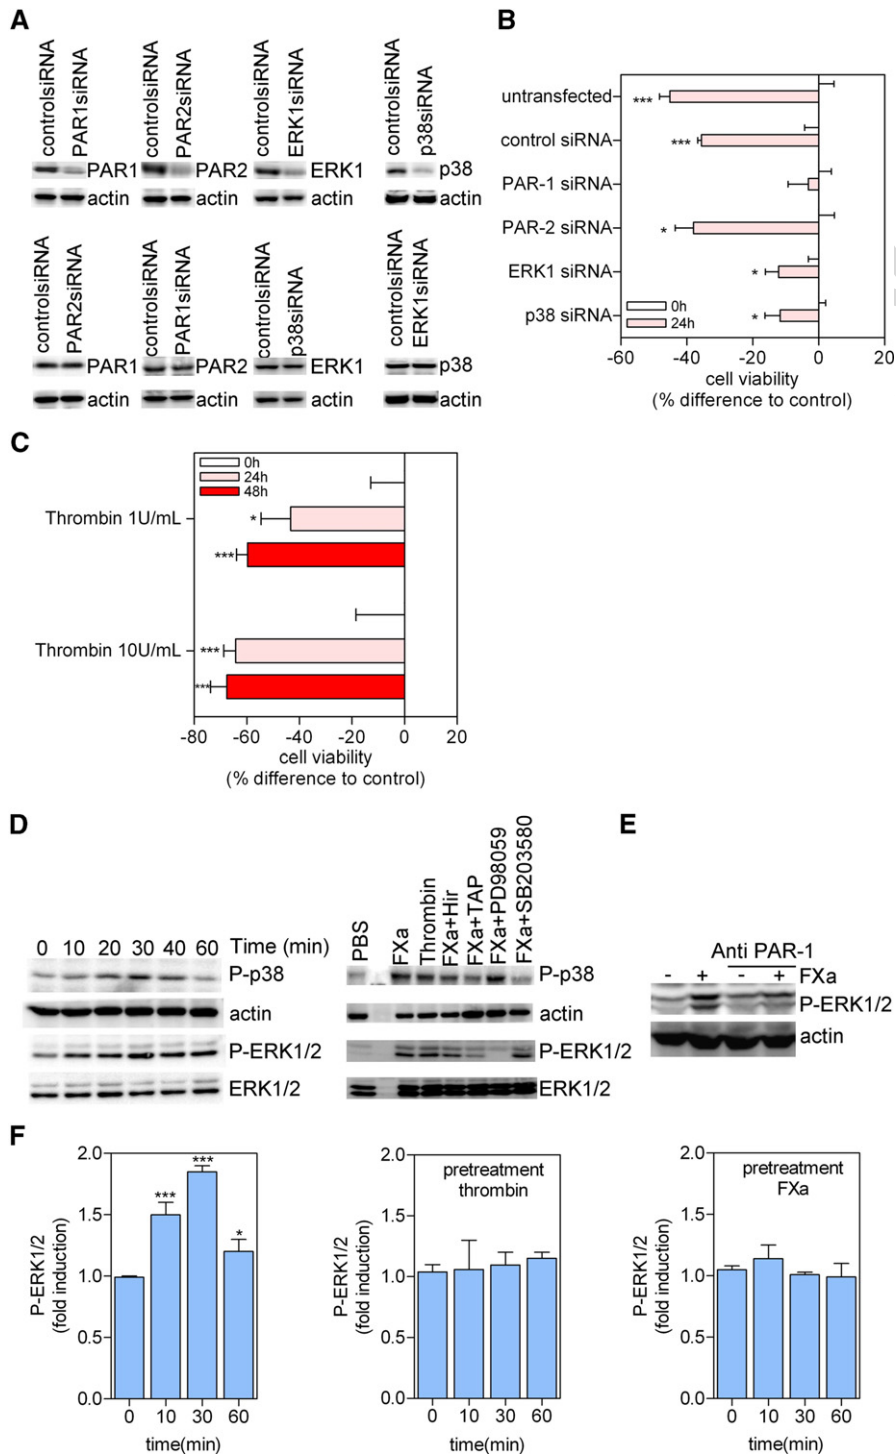 A
controlsiRNA
PAR1siRNA
controlsiRNA
PAR2siRNA
controlsiRNA
ERK1siRNA
controlsiRNA
p38siRNA
PAR1
PAR2
ERK1
p38
actin
actin
actin
actin
controlsiRNA
PAR2siRNA
controlsiRNA
PAR1siRNA
controlsiRNA
p38siRNA
controlsiRNA
ERK1siRNA
PAR1
PAR2
ERK1
p38
actin
actin
actin
actin
B
untransfected
***
control siRNA
***
PAR-1 siRNA
PAR-2 siRNA
*
ERK1 siRNA
*
p38 siRNA
*
0h
24h
-60 -40 -20 0 20
cell viability
(% difference to control)
C
0h
24h
48h
Thrombin 1U/mL
*
***
Thrombin 10U/mL
***
***
-80 -60 -40 -20 0 20
cell viability
(% difference to control)
D
0 10 20 30 40 60 Time (min)
P-p38
actin
P-ERK1/2
ERK1/2
PBS
FXa
Thrombin
FXa+Hir
FXa+TAP
FXa+PD98059
FXa+SB203580
P-p38
actin
P-ERK1/2
ERK1/2
E
Anti PAR-1
- + - + FXa
P-ERK1/2
actin
F
P-ERK1/2
(fold induction)
2.0
1.5
1.0
0.5
0.0
***
***
*
0 10 30 60
time(min)
P-ERK1/2
(fold induction)
2.0
1.5
1.0
0.5
0.0
pretreatment
thrombin
0 10 30 60
time(min)
P-ERK1/2
(fold induction)
2.0
1.5
1.0
0.5
0.0
pretreatment
FXa
0 10 30 60
time(min)